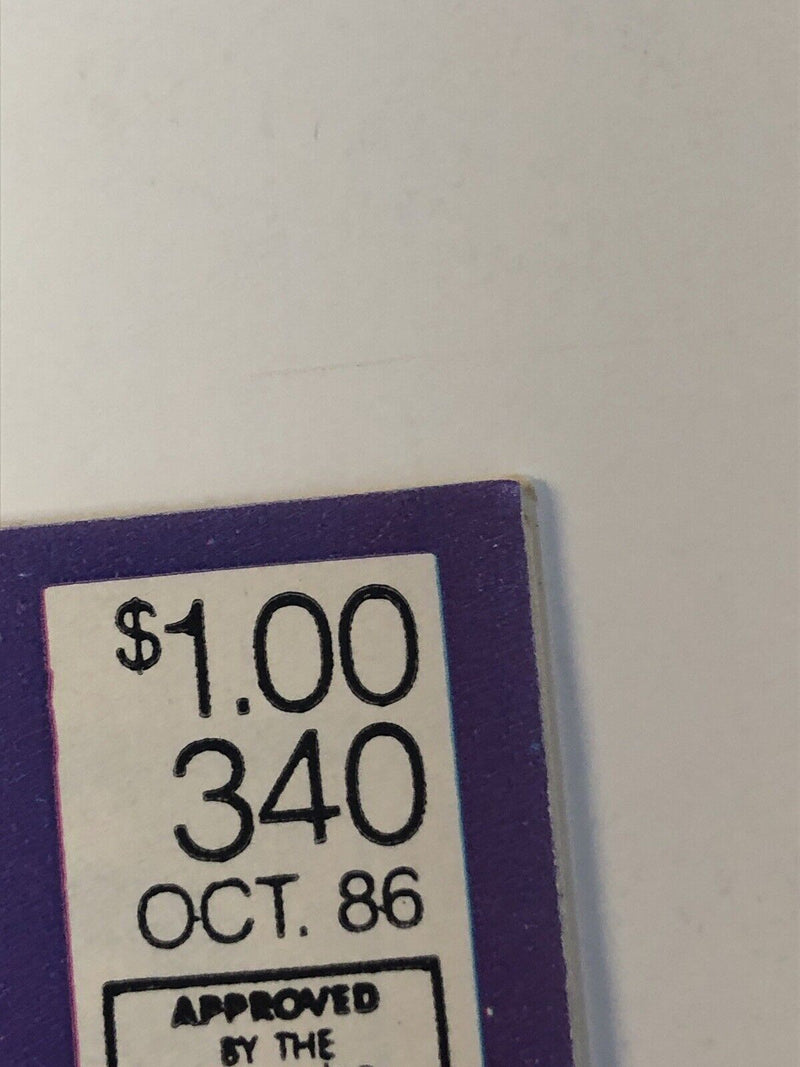 $1.00
340
OCT. 86
APPROVED
BY THE